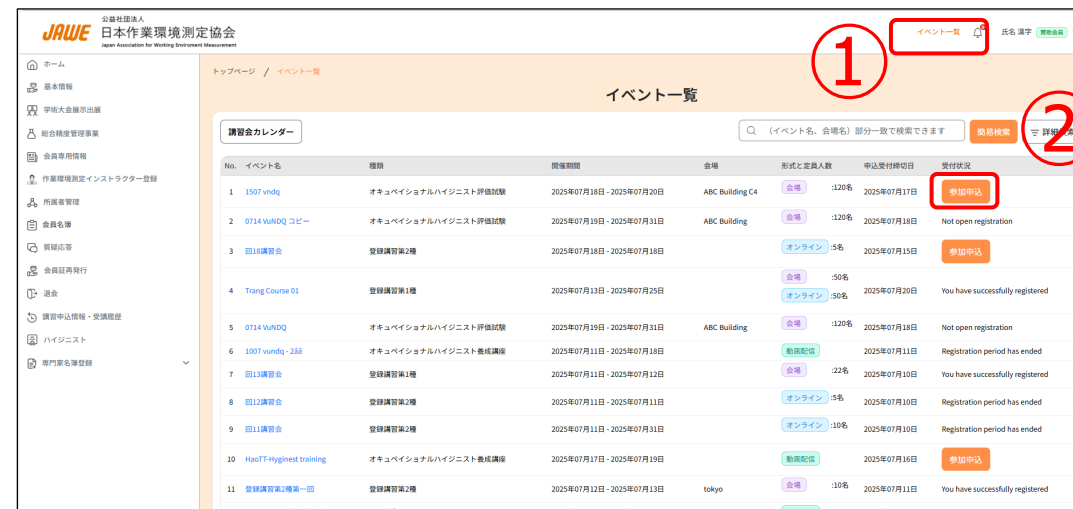 JAWE
公益社団法人
日本作業環境測定協会
Japan Association for Working Enviroment Measurement
イベント一覧
氏名 漢字 賛助会員
①
②
ホーム
基本情報
学術大会展示出展
総合精度管理事業
会員専用情報
作業環境測定インストラクター登録
所属者管理
会員名簿
質疑応答
会員証再発行
退会
講習申込情報・受講履歴
ハイジニスト
専門家名簿登録
トップページ / イベント一覧
イベント一覧
講習会カレンダー
(イベント名、会場名) 部分一致で検索できます
簡易検索
詳細検索
No. イベント名 種類 開催期間 会場 形式と定員人数 申込受付締切日 受付状況
1 1507 vndq オキュペイショナルハイジニスト評価試験 2025年07月18日 - 2025年07月20日 ABC Building C4 会場 :120名 2025年07月17日 参加申込
2 0714 VuNDQ コピー オキュペイショナルハイジニスト評価試験 2025年07月19日 - 2025年07月31日 ABC Building 会場 :120名 2025年07月18日 Not open registration
3 回18講習会 登録講習第2種 2025年07月18日 - 2025年07月18日 オンライン :5名 2025年07月15日 参加申込
4 Trang Course 01 登録講習第1種 2025年07月13日 - 2025年07月25日 会場 :50名 オンライン :50名 2025年07月20日 You have successfully registered
5 0714 VuNDQ オキュペイショナルハイジニスト評価試験 2025年07月19日 - 2025年07月31日 ABC Building 会場 :120名 2025年07月18日 Not open registration
6 1007 vundq - 2åå オキュペイショナルハイジニスト養成講座 2025年07月11日 - 2025年07月18日 動画配信 2025年07月11日 Registration period has ended
7 回13講習会 登録講習第1種 2025年07月11日 - 2025年07月12日 会場 :22名 2025年07月10日 You have successfully registered
8 回12講習会 登録講習第2種 2025年07月11日 - 2025年07月11日 オンライン :5名 2025年07月10日 Registration period has ended
9 回11講習会 登録講習第2種 2025年07月11日 - 2025年07月31日 オンライン :10名 2025年07月10日 Registration period has ended
10 HaoTT-Hyginest training オキュペイショナルハイジニスト養成講座 2025年07月17日 - 2025年07月19日 動画配信 2025年07月16日 参加申込
11 登録講習第2種第一回 登録講習第2種 2025年07月12日 - 2025年07月13日 tokyo 会場 :10名 2025年07月11日 You have successfully registered